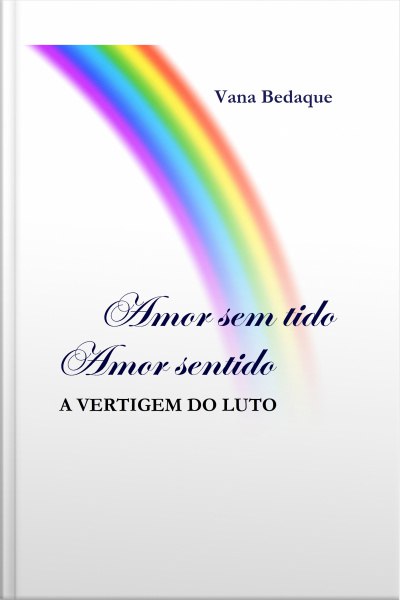 Vana Bedaque
Amor sem tido
Amor sentido
A VERTIGEM DO LUTO